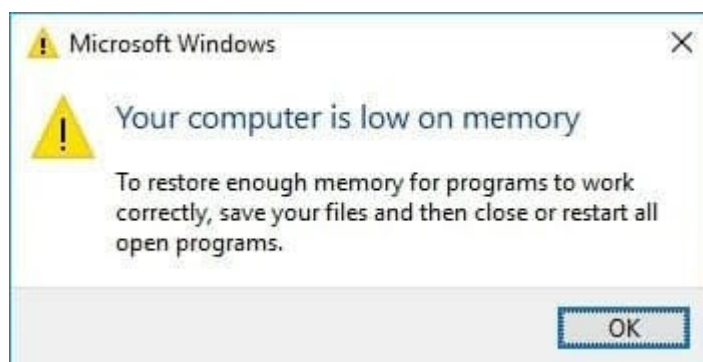 Microsoft Windows
Your computer is low on memory
To restore enough memory for programs to work
correctly, save your files and then close or restart all
open programs.
OK